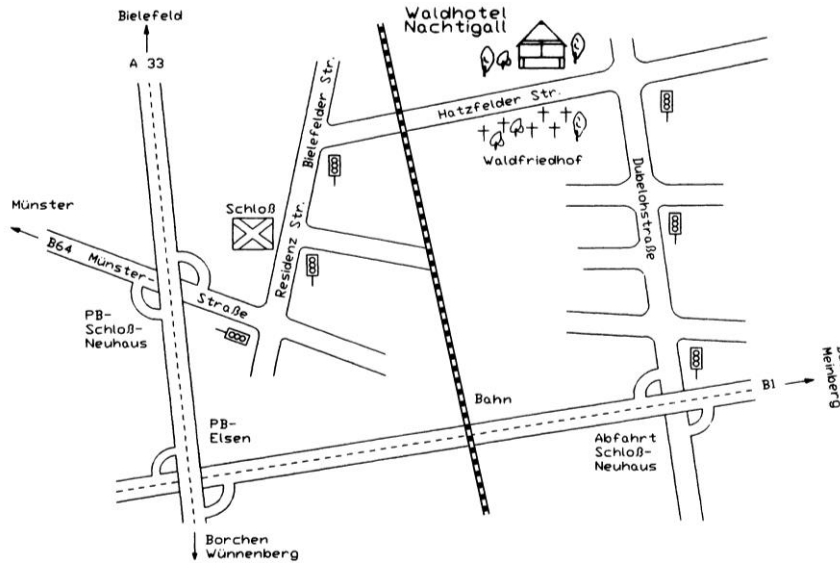 Bielefeld
A 33
Waldhotel
Nachtigall
Bielefelder Str.
Hatzfelder Str.
Waldfriedhof
Münster
Schloß
B64 Münster-
Straße
Residenz Str.
Dubelohstraße
PB-
Schloß-
Neuhaus
PB-
Elsen
Bahn
B1
Meinberg
Abfahrt
Schloß-
Neuhaus
Borchen
Wünnenberg